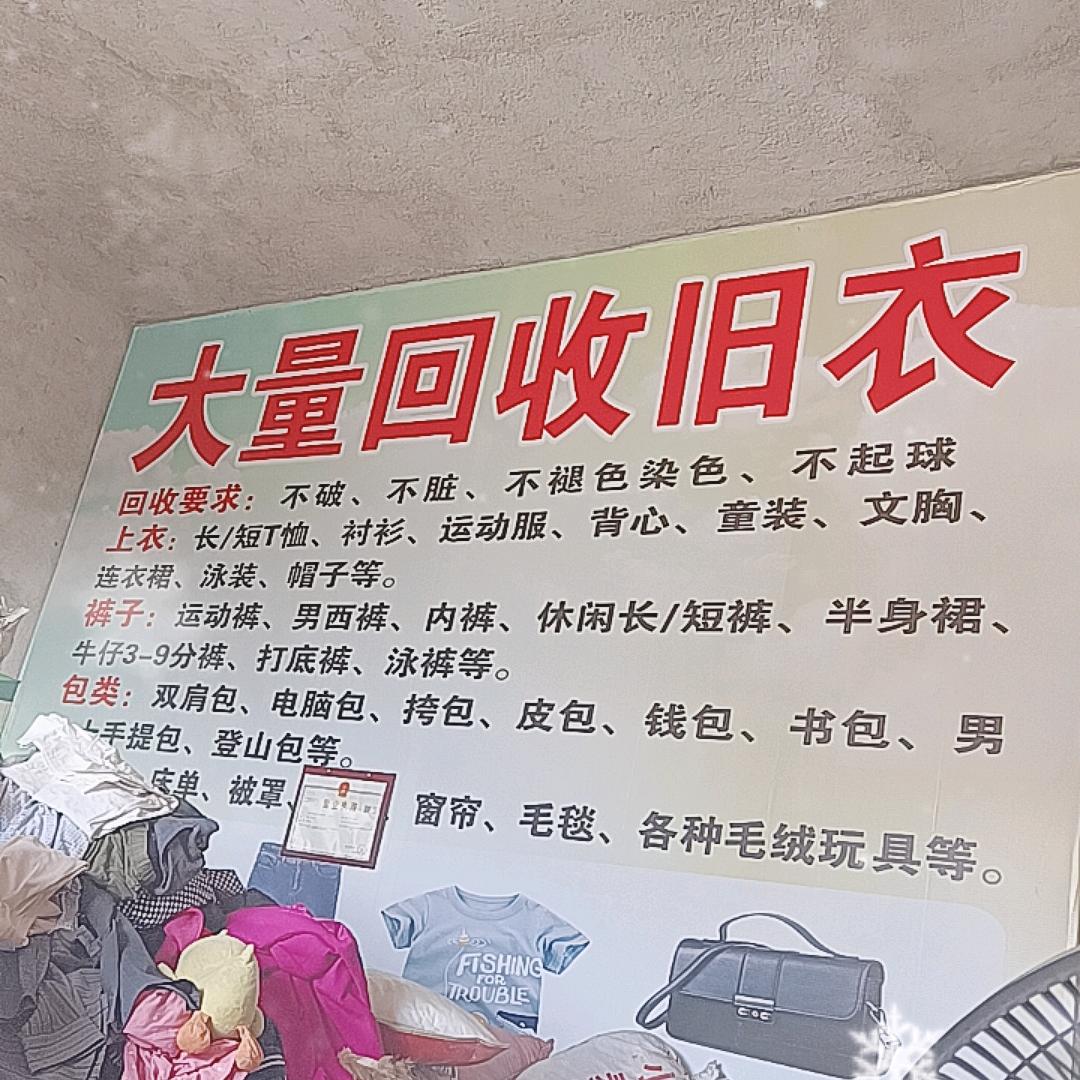 大量回收旧衣
回收要求：不破、不脏、不褪色染色、不起球
上衣：长/短T恤、衬衫、运动服、背心、童装、文胸、
连衣裙、泳装、帽子等。
裤子：运动裤、男西裤、内裤、休闲长/短裤、半身裙、
牛仔3-9分裤、打底裤、泳裤等。
包类：双肩包、电脑包、挎包、皮包、钱包、书包、男
手提包、登山包等。
床单、被罩、窗帘、毛毯、各种毛绒玩具等。
营业执照
FISHING
FOR
TROUBLE